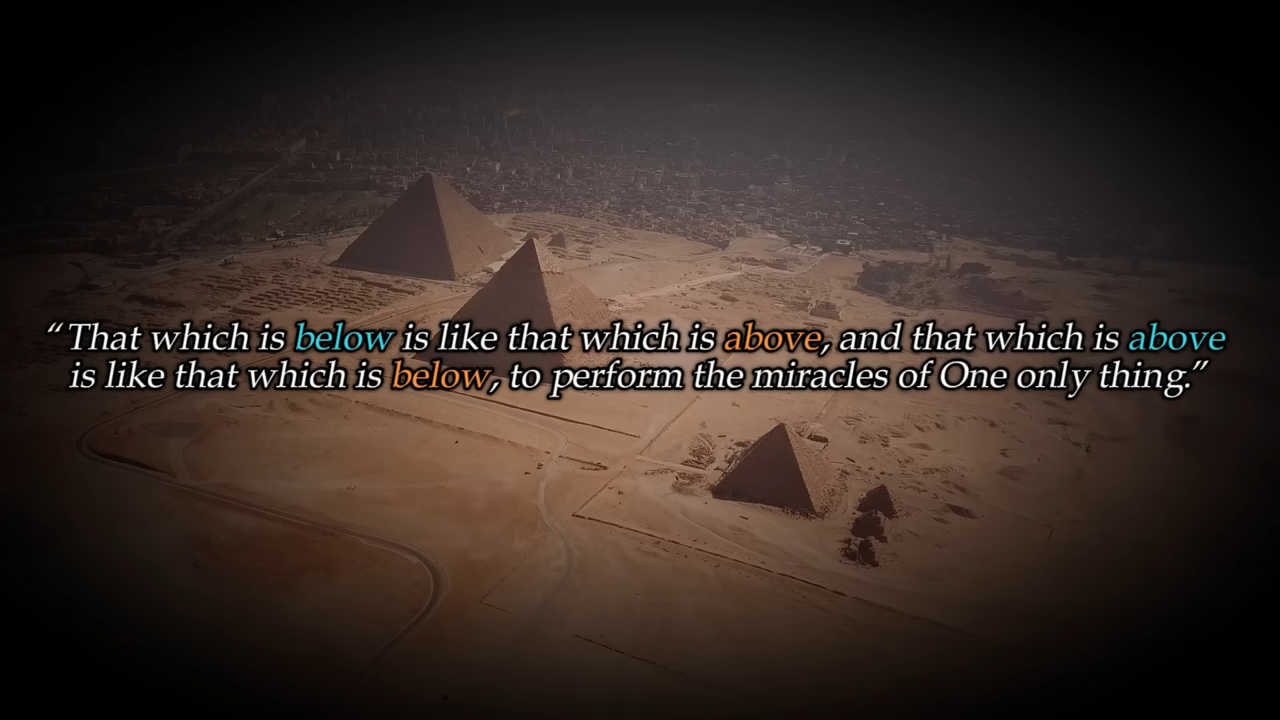 “That which is below is like that which is above, and that which is above
is like that which is below, to perform the miracles of One only thing.”